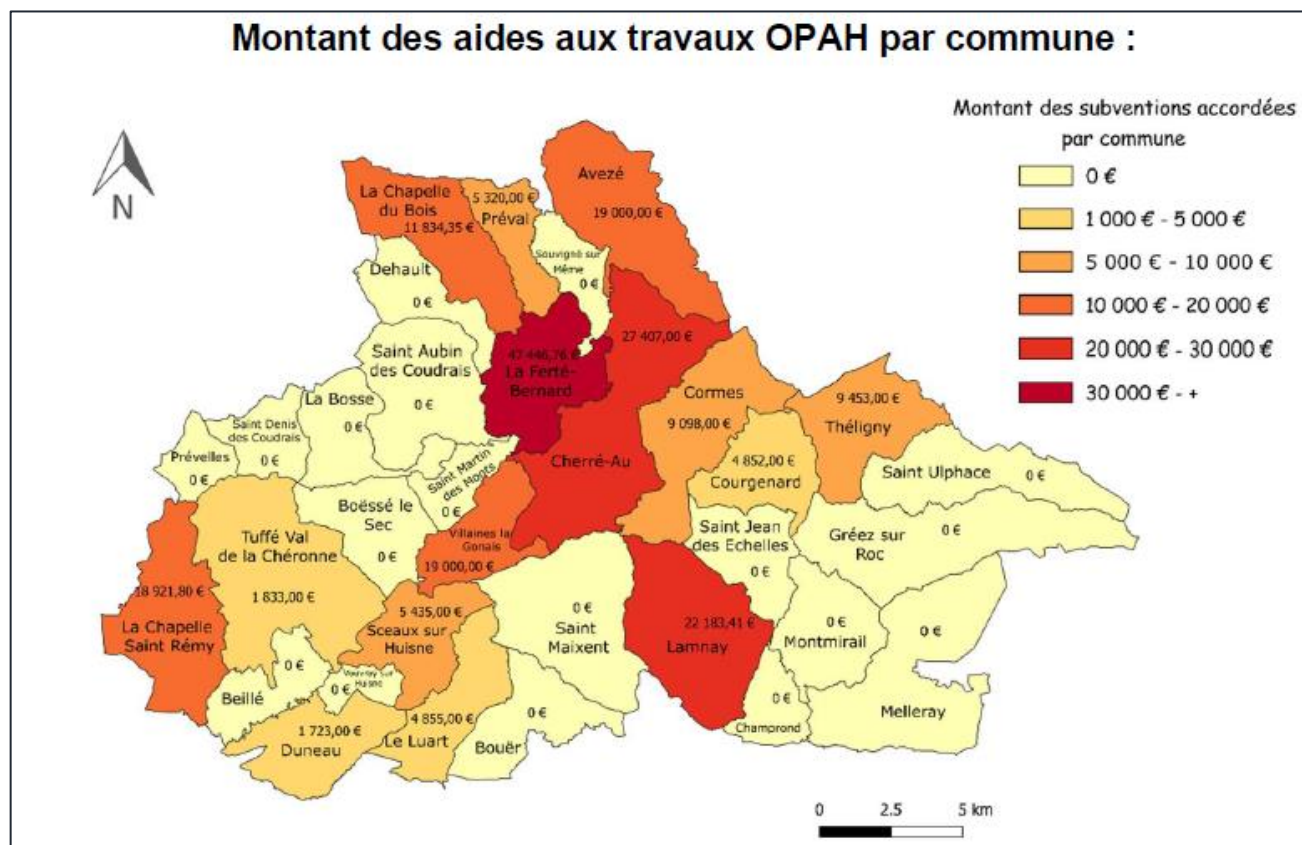 Montant des aides aux travaux OPAH par commune :
Montant des subventions accordées
par commune
0 €
1 000 € - 5 000 €
5 000 € - 10 000 €
10 000 € - 20 000 €
20 000 € - 30 000 €
30 000 € - +
N
Avezé
19 000,00 €
La Chapelle
du Bois
11 834,35 €
5 320,00 €
Préval
Souvigné sur
Même
0 €
Dehault
0 €
27 407,00 €
Cherré-Au
47 446,76 €
La Ferté-
Bernard
Saint Aubin
des Coudrais
0 €
La Bosse
0 €
Saint Denis
des Coudrais
0 €
Prévelles
0 €
Cormes
9 098,00 €
9 453,00 €
Théligny
4 852,00 €
Courgenard
Saint Ulphace
0 €
Saint Martin
des Monts
0 €
Boëssé le
Sec
0 €
Villaines la
Gonais
19 000,00 €
Saint Jean
des Echelles
0 €
Gréez sur
Roc
0 €
Tuffé Val
de la Chéronne
1 833,00 €
18 921,80 €
La Chapelle
Saint Rémy
5 435,00 €
Sceaux sur
Huisne
0 €
Saint
Maixent
22 183,41 €
Lamnay
0 €
Montmirail
0 €
Melleray
0 €
Beillé
Vouvray sur
Huisne
0 €
1 723,00 €
Duneau
4 855,00 €
Le Luart
0 €
Bouër
0 €
Champrond
0 2.5 5 km